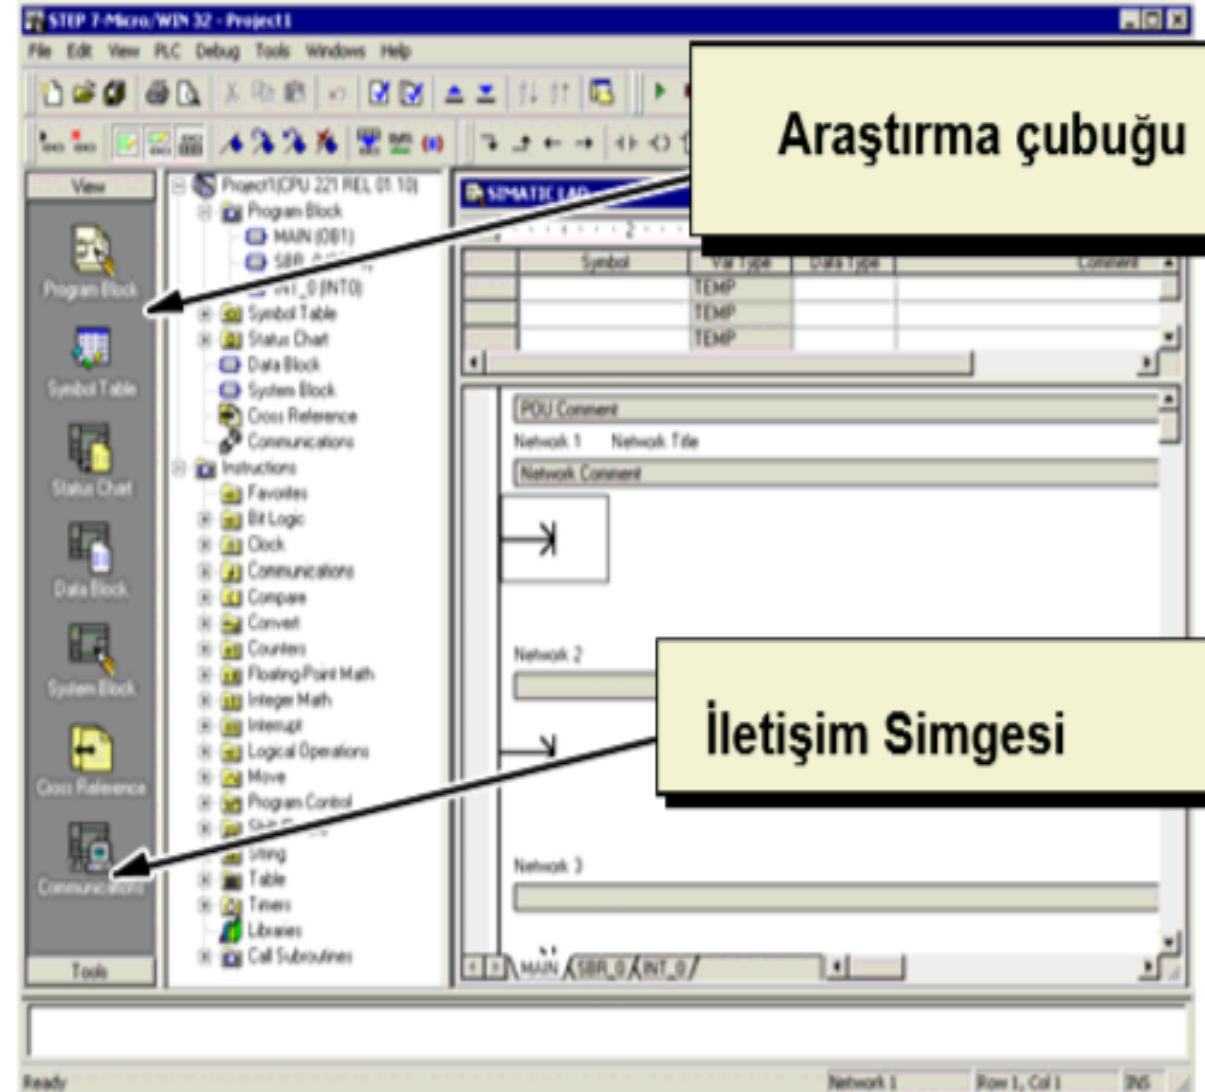 STEP 7-Micro/WIN 32 - Project1
File Edit View PLC Debug Tools Windows Help
Araştırma çubuğu
View
Program Block
Symbol Table
Status Chart
Data Block
System Block
Cross Reference
Communications
Tools
Project1(CPU 221 REL 01.10)
Program Block
MAIN (OB1)
INT_0 (INT0)
Symbol Table
Status Chart
Data Block
System Block
Cross Reference
Communications
Instructions
Favorites
Bit Logic
Clock
Communications
Compare
Convert
Counters
Floating-Point Math
Integer Math
Interrupt
Logical Operations
Move
Program Control
String
Table
Timers
Libraries
Call Subroutines
SIMATIC LAD
2
Symbol Var Type Data Type Comment
TEMP
TEMP
TEMP
POU Comment
Network 1 Network Title
Network Comment
Network 2
İletişim Simgesi
Network 3
MAIN SBR_0 INT_0
Ready Network 1 Row 1, Col 1 INS